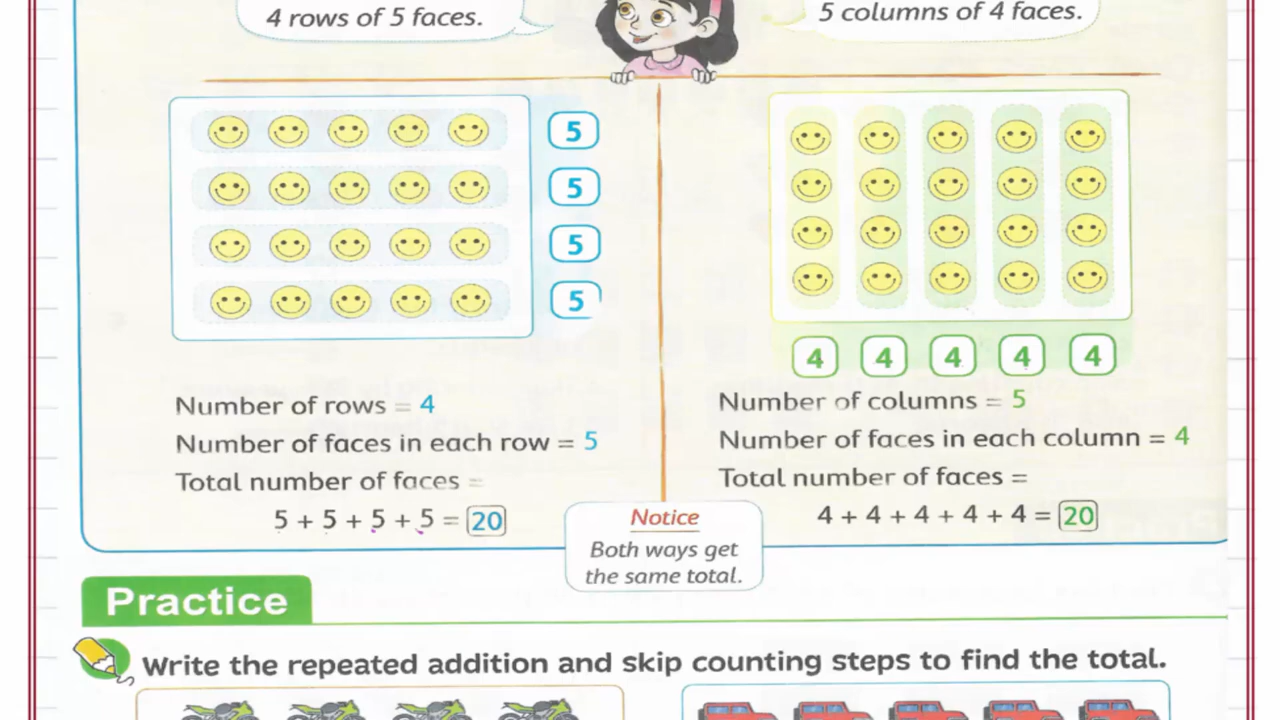 4 rows of 5 faces.
5 columns of 4 faces.
5
5
5
5
4 4 4 4 4
Number of rows = 4
Number of faces in each row = 5
Total number of faces =
5 + 5 + 5 + 5 = 20
Number of columns = 5
Number of faces in each column = 4
Total number of faces =
4 + 4 + 4 + 4 + 4 = 20
Notice
Both ways get
the same total.
Practice
Write the repeated addition and skip counting steps to find the total.